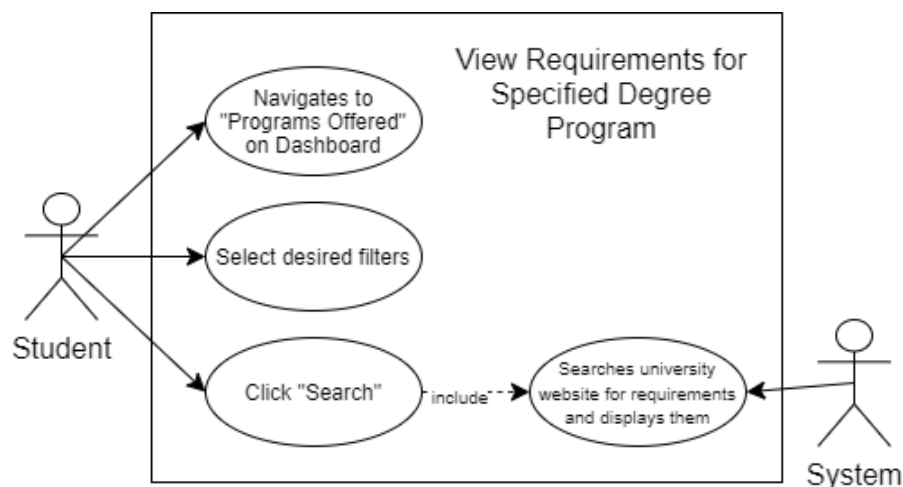 View Requirements for
Specified Degree
Program
Navigates to
"Programs Offered"
on Dashboard
Select desired filters
Student
Click "Search"
include
Searches university
website for requirements
and displays them
System